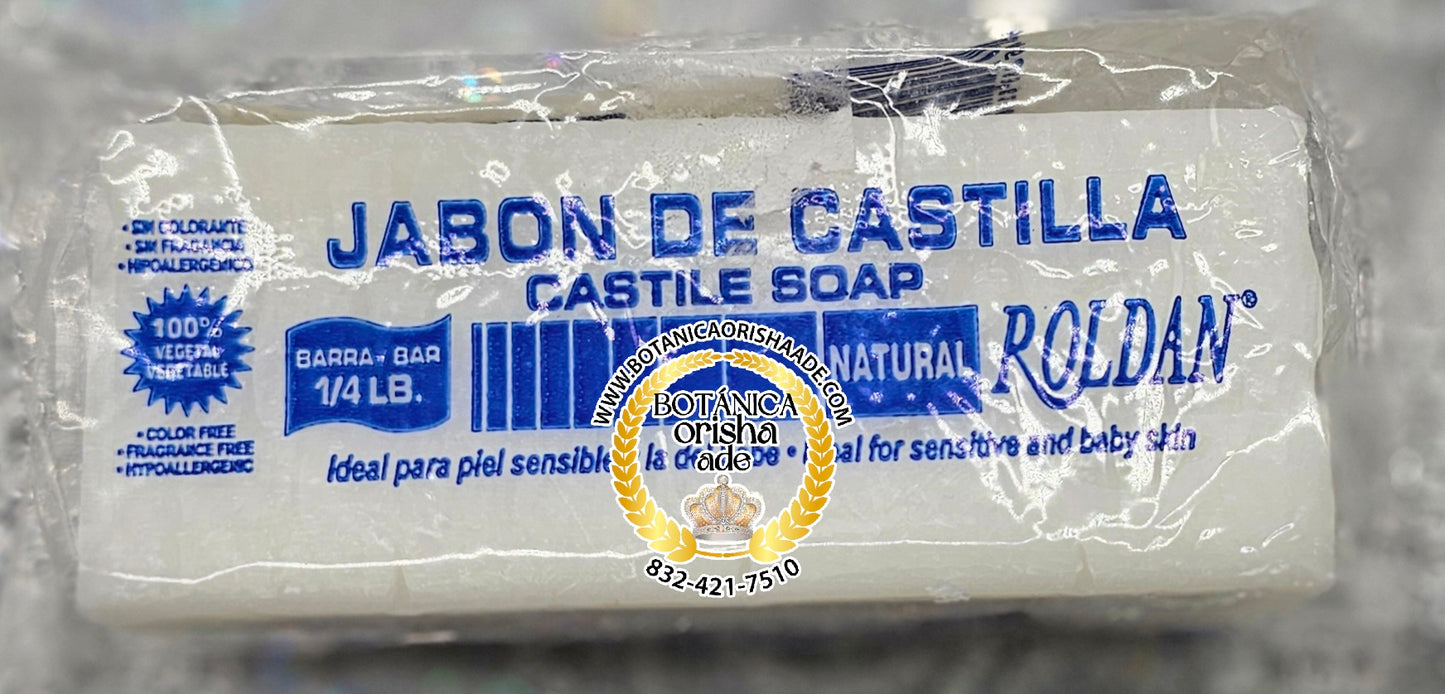 JABON DE CASTILLA
CASTILE SOAP
• SIN COLORANTE
• SIN FRAGANCIA
• HIPOALERGENICO
100%
VEGETAL
VEGETABLE
• COLOR FREE
• FRAGRANCE FREE
• HYPOALLERGENIC
BARRA - BAR
1/4 LB.
NATURAL
ROLDAN®
Ideal para piel sensible
la de • for sensitive and baby skin
WWW.BOTANICAORISHAADE.COM
BOTÁNICA
orisha
ade
832-421-7510